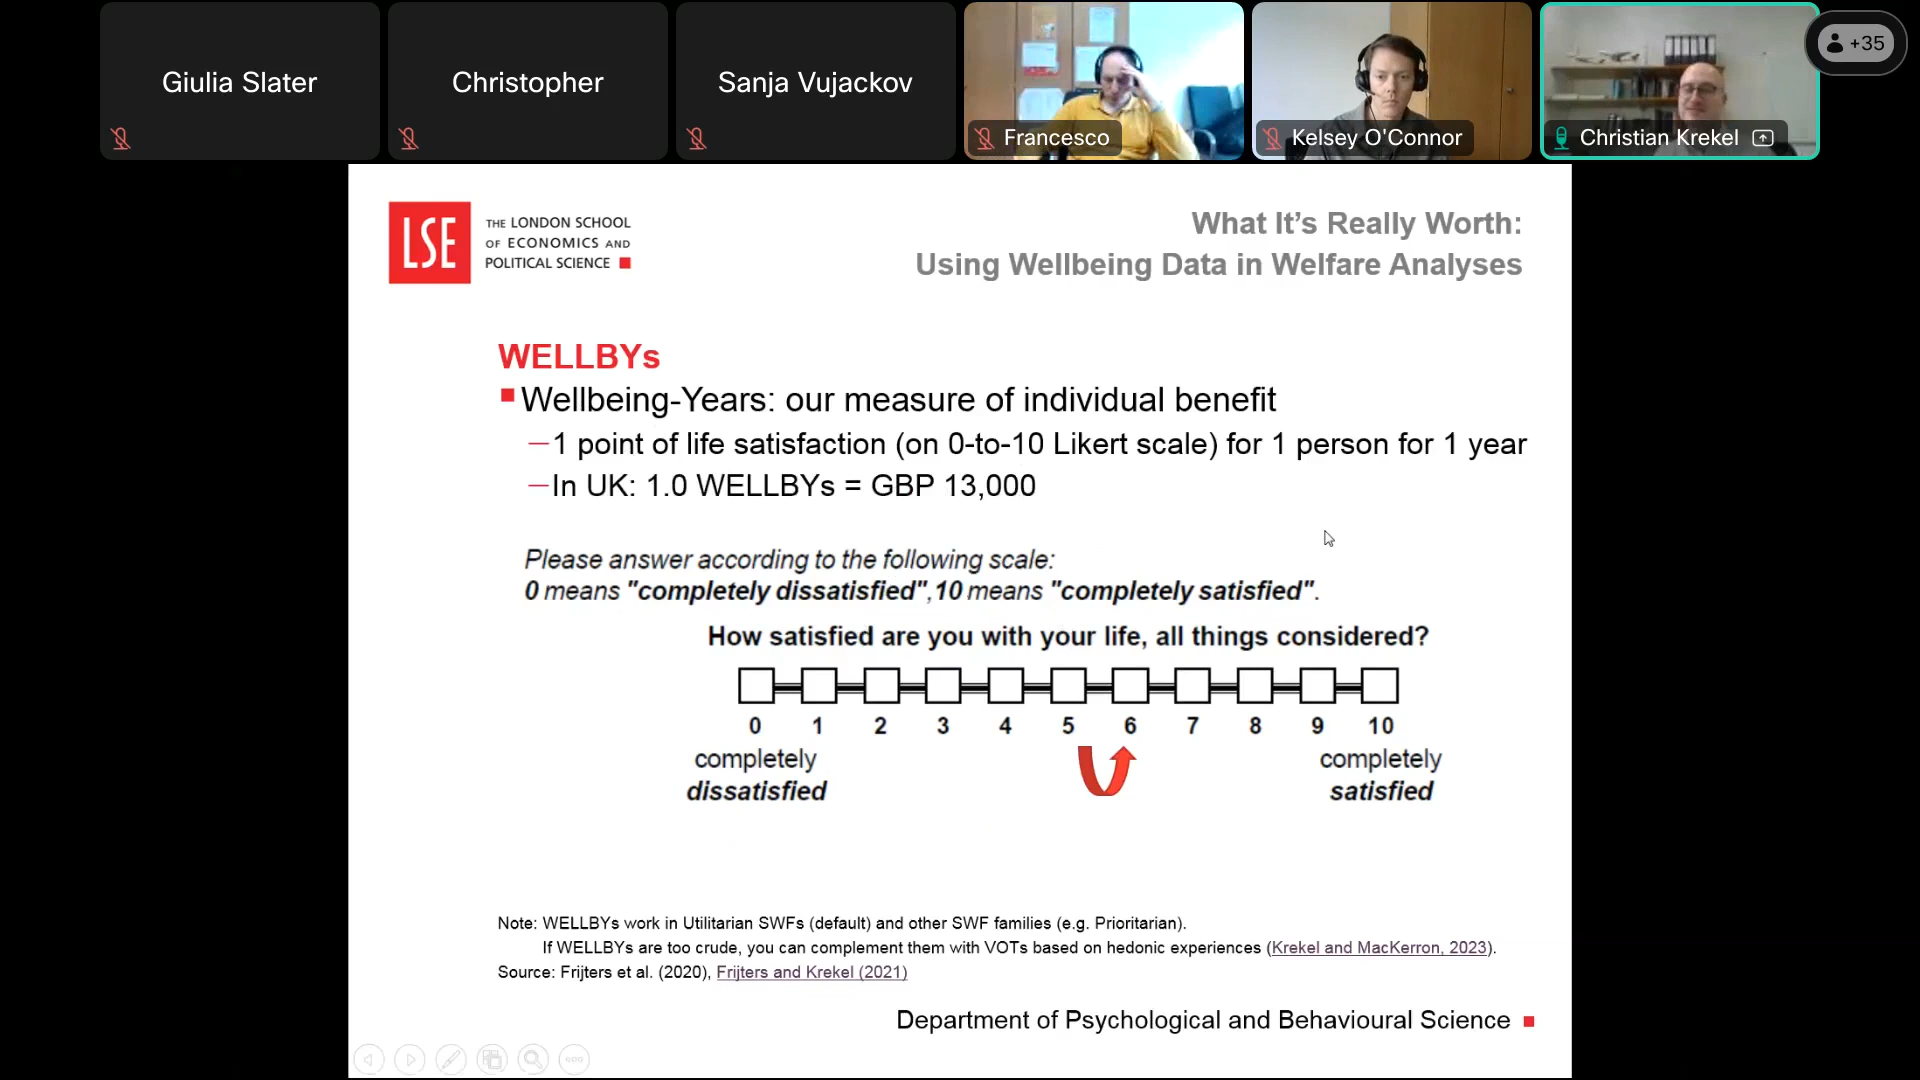 Giulia Slater
Christopher
Sanja Vujackov
Francesco
Kelsey O'Connor
Christian Krekel
+35
LSE
THE LONDON SCHOOL
OF ECONOMICS AND
POLITICAL SCIENCE
What It’s Really Worth:
Using Wellbeing Data in Welfare Analyses
WELLBYs
Wellbeing-Years: our measure of individual benefit
—1 point of life satisfaction (on 0-to-10 Likert scale) for 1 person for 1 year
—In UK: 1.0 WELLBYs = GBP 13,000
Please answer according to the following scale:
0 means "completely dissatisfied", 10 means "completely satisfied".
How satisfied are you with your life, all things considered?
0 1 2 3 4 5 6 7 8 9 10
completely completely
dissatisfied satisfied
Note: WELLBYs work in Utilitarian SWFs (default) and other SWF families (e.g. Prioritarian).
If WELLBYs are too crude, you can complement them with VOTs based on hedonic experiences (Krekel and MacKerron, 2023).
Source: Frijters et al. (2020), Frijters and Krekel (2021)
Department of Psychological and Behavioural Science